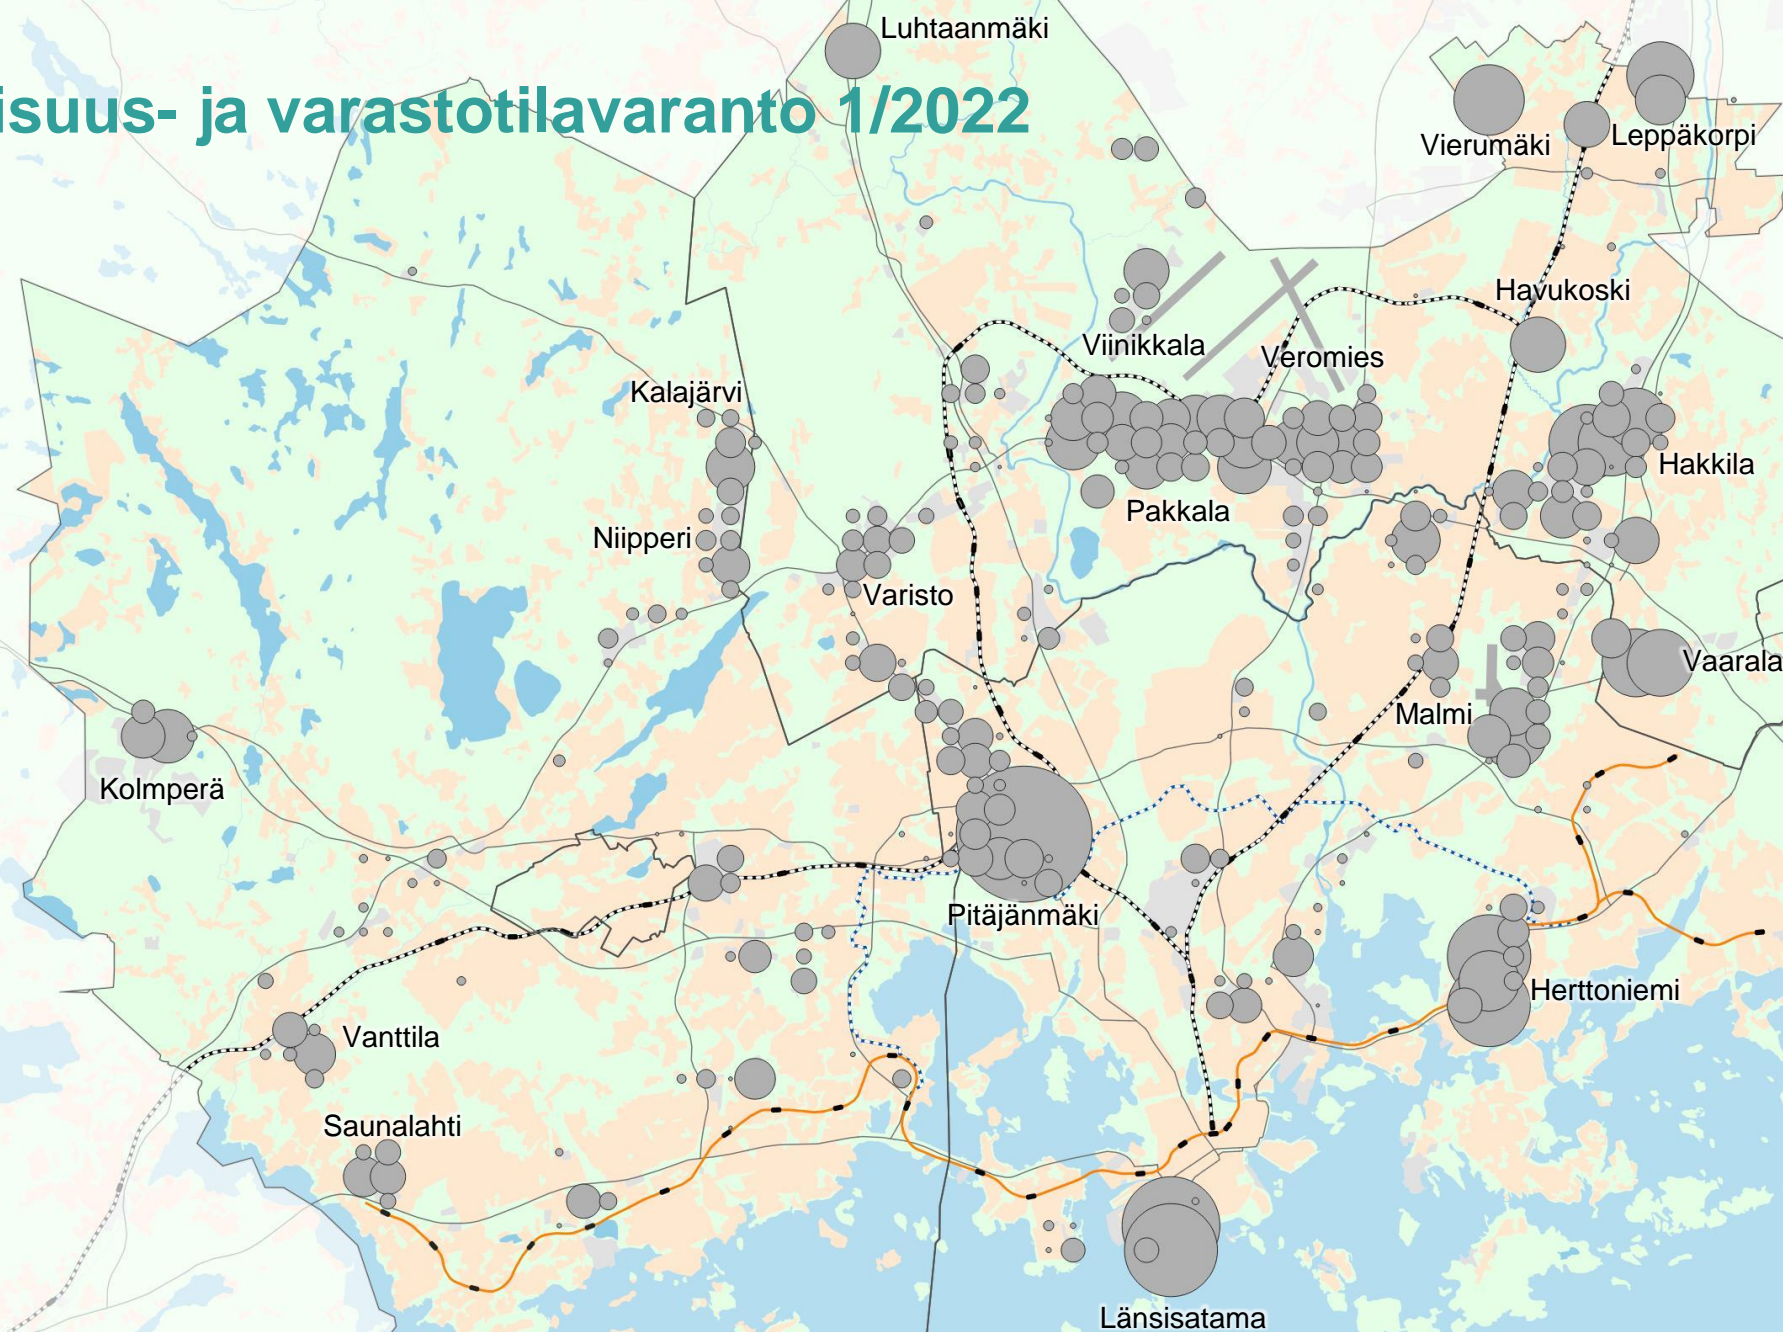 Luhtaanmäki
isuus- ja varastotilavaranto 1/2022
Vierumäki
Leppäkorpi
Havukoski
Viinikkala
Veromies
Kalajärvi
Hakkila
Pakkala
Niipperi
Varisto
Vaarala
Malmi
Kolmperä
Pitäjänmäki
Herttoniemi
Vanttila
Saunalahti
Länsisatama